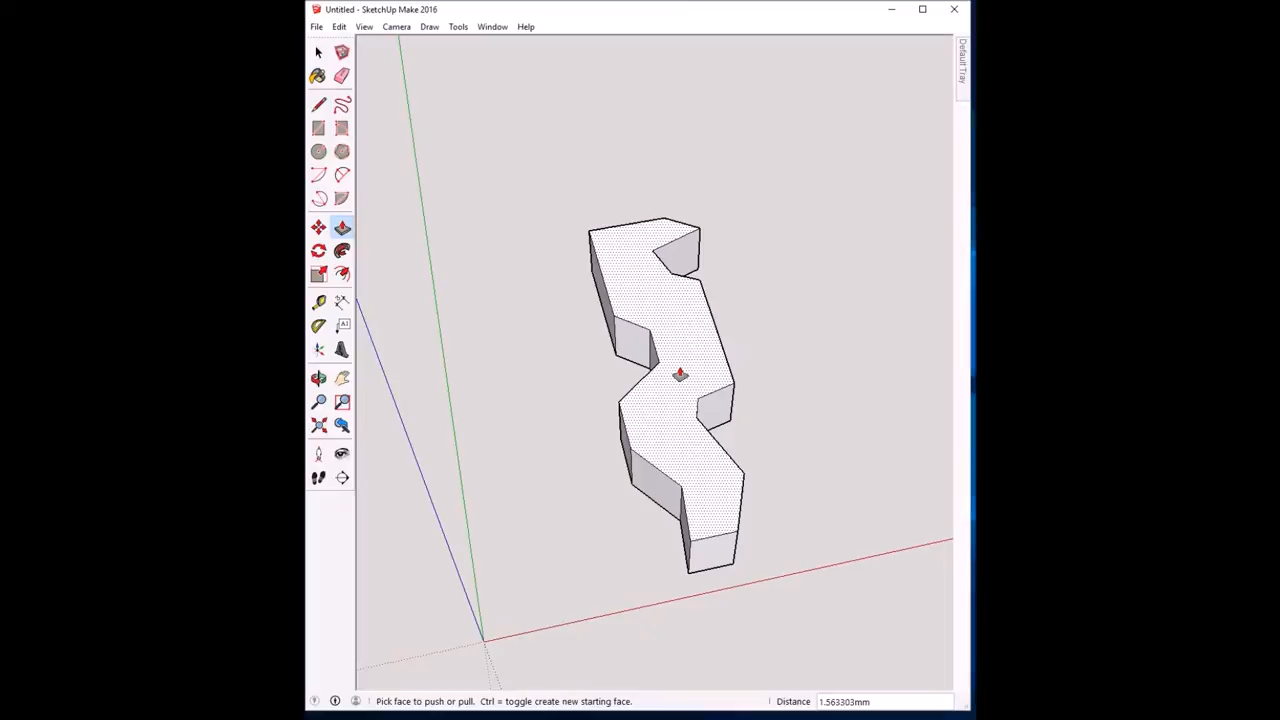 Untitled - SketchUp Make 2016
File Edit View Camera Draw Tools Window Help
Default Tray
A1
Pick face to push or pull. Ctrl = toggle create new starting face.
Distance 1.563303mm